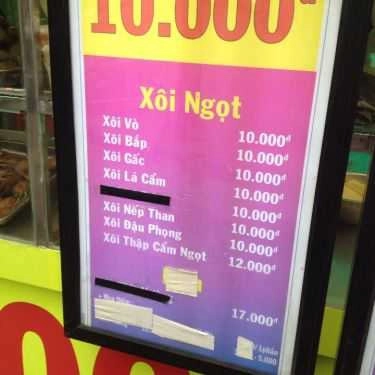 10.000đ
Xôi Ngọt
Xôi Vò 10.000đ
Xôi Bắp 10.000đ
Xôi Gấc 10.000đ
Xôi Lá Cẩm 10.000đ
Xôi Nếp Than 10.000đ
Xôi Đậu Phọng 10.000đ
Xôi Thập Cẩm Ngọt 12.000đ
17.000đ
5.000